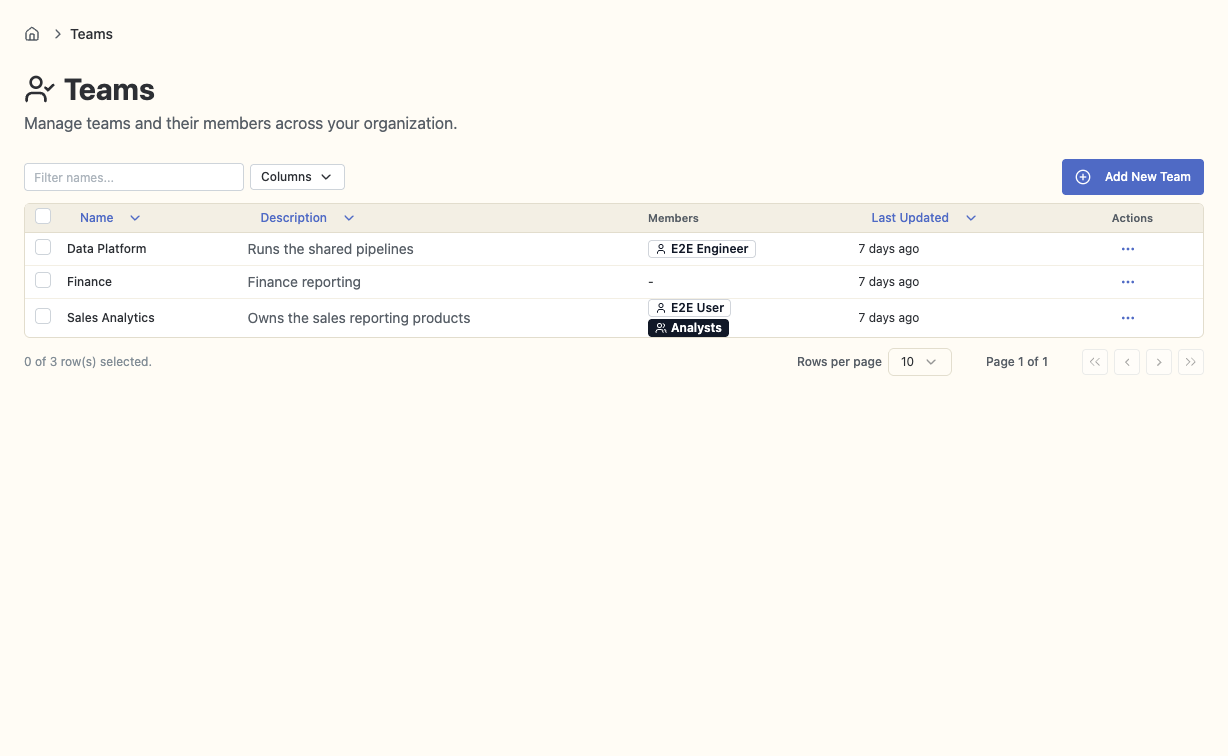 Teams
Teams
Manage teams and their members across your organization.
Filter names...
Columns
Add New Team
Name Description Members Last Updated Actions
Data Platform Runs the shared pipelines E2E Engineer 7 days ago ...
Finance Finance reporting - 7 days ago ...
Sales Analytics Owns the sales reporting products E2E User 7 days ago ...
Analysts
0 of 3 row(s) selected. Rows per page 10 Page 1 of 1